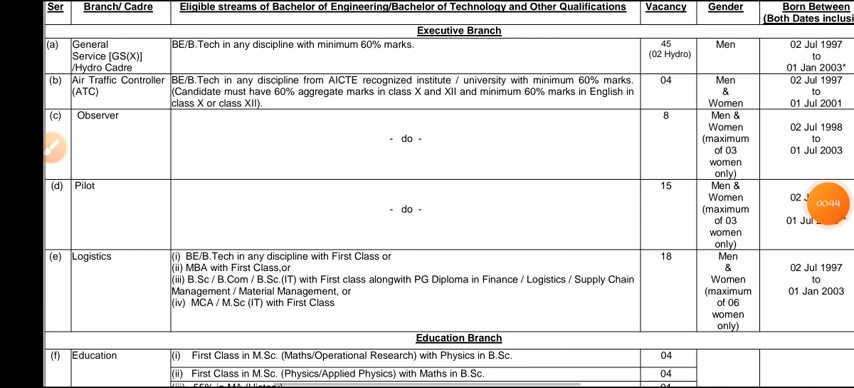 Ser Branch/ Cadre Eligible streams of Bachelor of Engineering/Bachelor of Technology and Other Qualifications Vacancy Gender Born Between
(Both Dates
Executive Branch
(a) General BE/B.Tech in any discipline with minimum 60% marks. 45 Men 02 Jul 1997
Service [GS(X)] (02 Hydro) to
/Hydro Cadre 01 Jan 2003*
(b) Air Traffic Controller BE/B.Tech in any discipline from AICTE recognized institute / university with minimum 60% marks. 04 Men 02 Jul 1997
(ATC) (Candidate must have 60% aggregate marks in class X and XII and minimum 60% marks in English in & to
class X or class XII). Women 01 Jul 2001
(c) Observer 8 Men &
Women 02 Jul 1998
- do - (maximum to
of 03 01 Jul 2003
women
only)
(d) Pilot 15 Men &
Women 02
- do - (maximum 00:44
of 03 01 Jul
women
only)
(e) Logistics (i) BE/B.Tech in any discipline with First Class or 18 Men
(ii) MBA with First Class,or & 02 Jul 1997
(iii) B.Sc / B.Com / B.Sc.(IT) with First class alongwith PG Diploma in Finance / Logistics / Supply Chain Women to
Management / Material Management, or (maximum 01 Jan 2003
(iv) MCA / M.Sc (IT) with First Class of 06
women
only)
Education Branch
(f) Education (i) First Class in M.Sc. (Maths/Operational Research) with Physics in B.Sc. 04
(ii) First Class in M.Sc. (Physics/Applied Physics) with Maths in B.Sc. 04